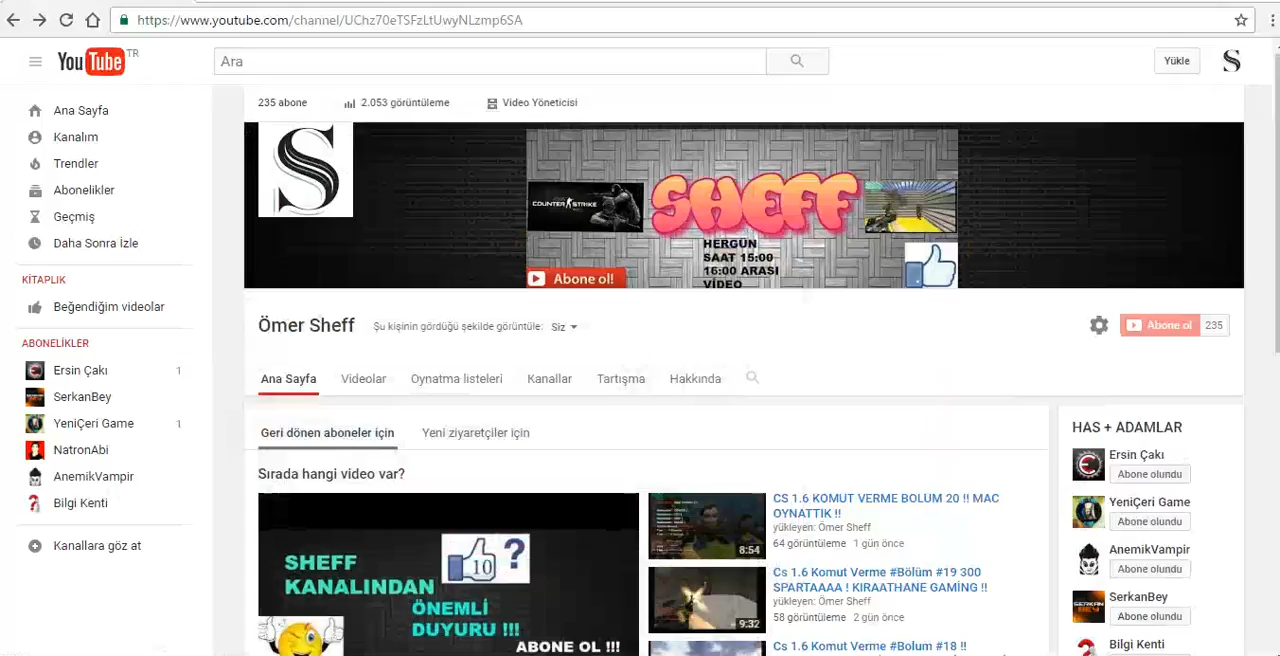 https://www.youtube.com/channel/UChz70eTSFzLtUwyNLzmp6SA
YouTube TR
Ara
Yükle
S
Ana Sayfa
Kanalım
Trendler
Abonelikler
Geçmiş
Daha Sonra İzle
KİTAPLIK
Beğendiğim videolar
ABONELİKLER
Ersin Çakı 1
SerkanBey
YeniÇeri Game 1
NatronAbi
AnemikVampir
Bilgi Kenti
Kanallara göz at
235 abone 2.053 görüntüleme Video Yöneticisi
S
COUNTER STRIKE
SHEFF
HERGÜN
SAAT 15:00
16:00 ARASI
VİDEO
Abone ol!
Ömer Sheff Şu kişinin gördüğü şekilde görüntüle: Siz
Abone ol 235
Ana Sayfa Videolar Oynatma listeleri Kanallar Tartışma Hakkında
Geri dönen aboneler için Yeni ziyaretçiler için
Sırada hangi video var?
SHEFF
KANALINDAN
ÖNEMLİ
DUYURU !!!
ABONE OL !!!
10 ?
8:54
CS 1.6 KOMUT VERME BOLUM 20 !! MAC
OYNATTIK !!
yükleyen: Ömer Sheff
64 görüntüleme 1 gün önce
9:32
Cs 1.6 Komut Verme #Bölüm #19 300
SPARTAAAA ! KIRAATHANE GAMİNG !!
yükleyen: Ömer Sheff
58 görüntüleme 2 gün önce
Cs 1.6 Komut Verme #Bolum #18 !!
HAS + ADAMLAR
Ersin Çakı
Abone olundu
YeniÇeri Game
Abone olundu
AnemikVampir
Abone olundu
SerkanBey
Abone olundu
Bilgi Kenti